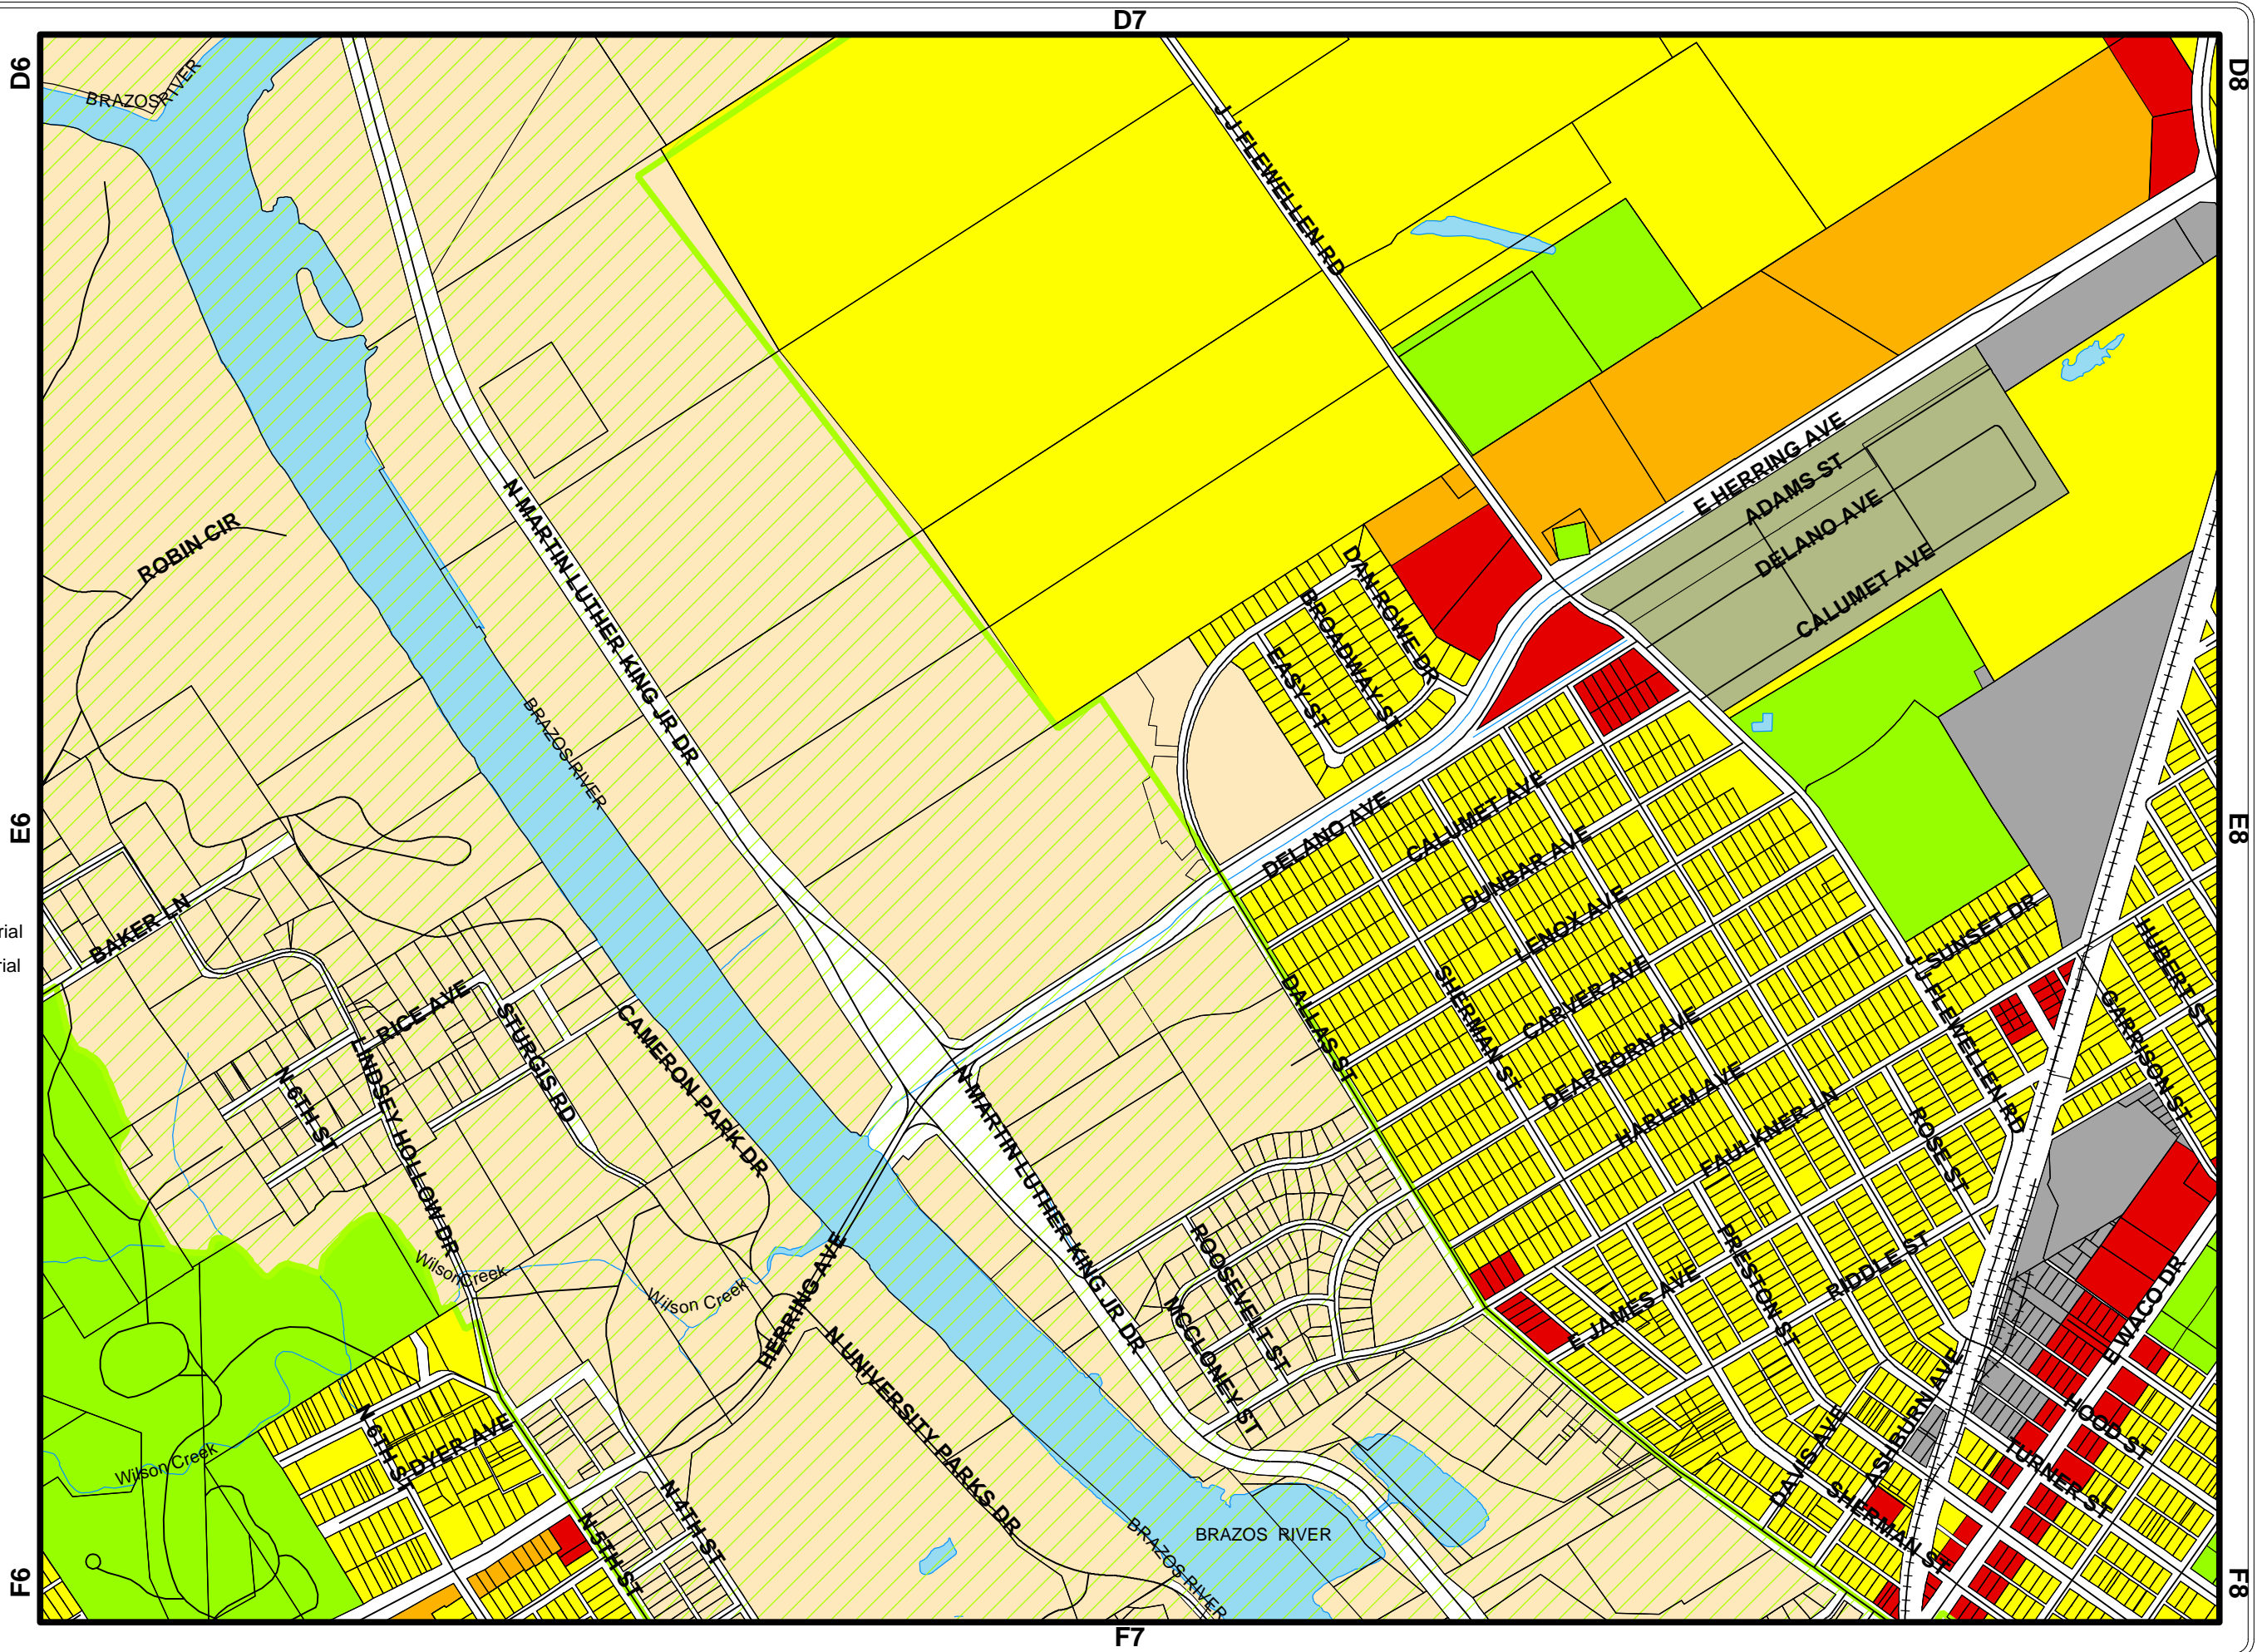 D7
D6
D8
BRAZOS RIVER
J J FLEWELLEN RD
E HERRING AVE
ADAMS ST
DELANO AVE
CALUMET AVE
N MARTIN LUTHER KING JR DR
ROBIN CIR
DAN ROWE DR
BROADWAY ST
EASY ST
BRAZOS RIVER
E6
E8
DELANO AVE
CALUMET AVE
DUNBAR AVE
LENOX AVE
CARVER AVE
DEARBORN AVE
HARLEM AVE
FAULKNER LN
SHERMAN ST
DALLAS ST
SUNSET DR
J J FLEWELLEN RD
HUBERT ST
GARRISON ST
ROSE ST
rial
rial
BAKER LN
RICE AVE
STURGIS RD
N 6TH ST
LINDSEY HOLLOW DR
CAMERON PARK DR
N MARTIN LUTHER KING JR DR
Wilson Creek
Wilson Creek
HERRING AVE
ROOSEVELT ST
MCCLONEY ST
PRESTON ST
RIDDLE ST
E JAMES AVE
E WACO DR
N UNIVERSITY PARKS DR
N 6TH ST
DYER AVE
Wilson Creek
N 4TH ST
N 5TH ST
BRAZOS RIVER
BRAZOS RIVER
DAVIS AVE
ASHBURN AVE
SHERMAN ST
HOOD ST
TURNER ST
F6
F8
F7